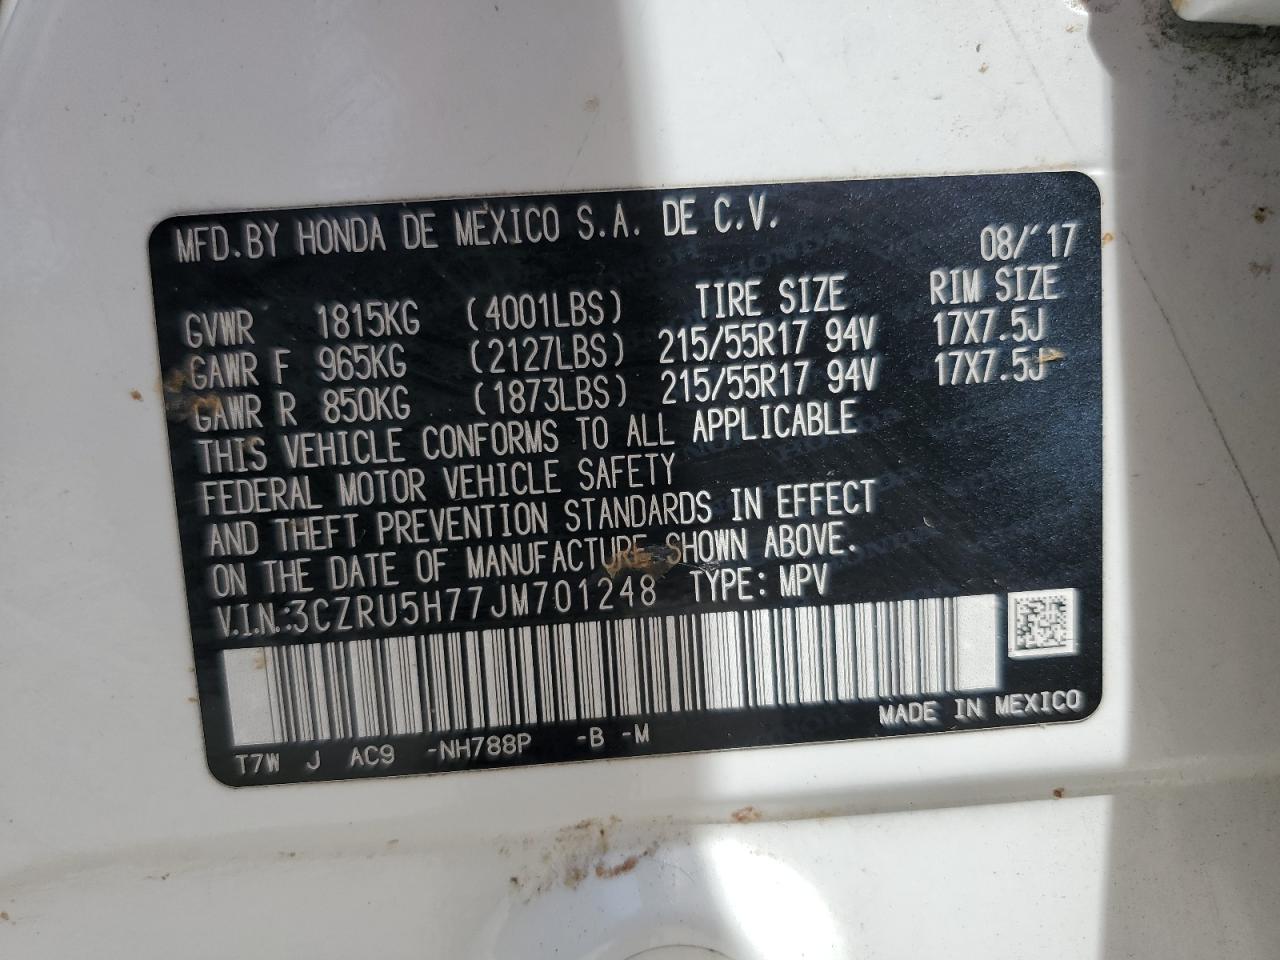 MFD.BY HONDA DE MEXICO S.A. DE C.V.
08/'17
GVWR 1815KG (4001LBS) TIRE SIZE RIM SIZE
GAWR F 965KG (2127LBS) 215/55R17 94V 17X7.5J
GAWR R 850KG (1873LBS) 215/55R17 94V 17X7.5J
THIS VEHICLE CONFORMS TO ALL APPLICABLE
FEDERAL MOTOR VEHICLE SAFETY
AND THEFT PREVENTION STANDARDS IN EFFECT
ON THE DATE OF MANUFACTURE SHOWN ABOVE.
V.I.N.:3CZRU5H77JM701248 TYPE: MPV
MADE IN MEXICO
T7W J AC9 -NH788P -B -M